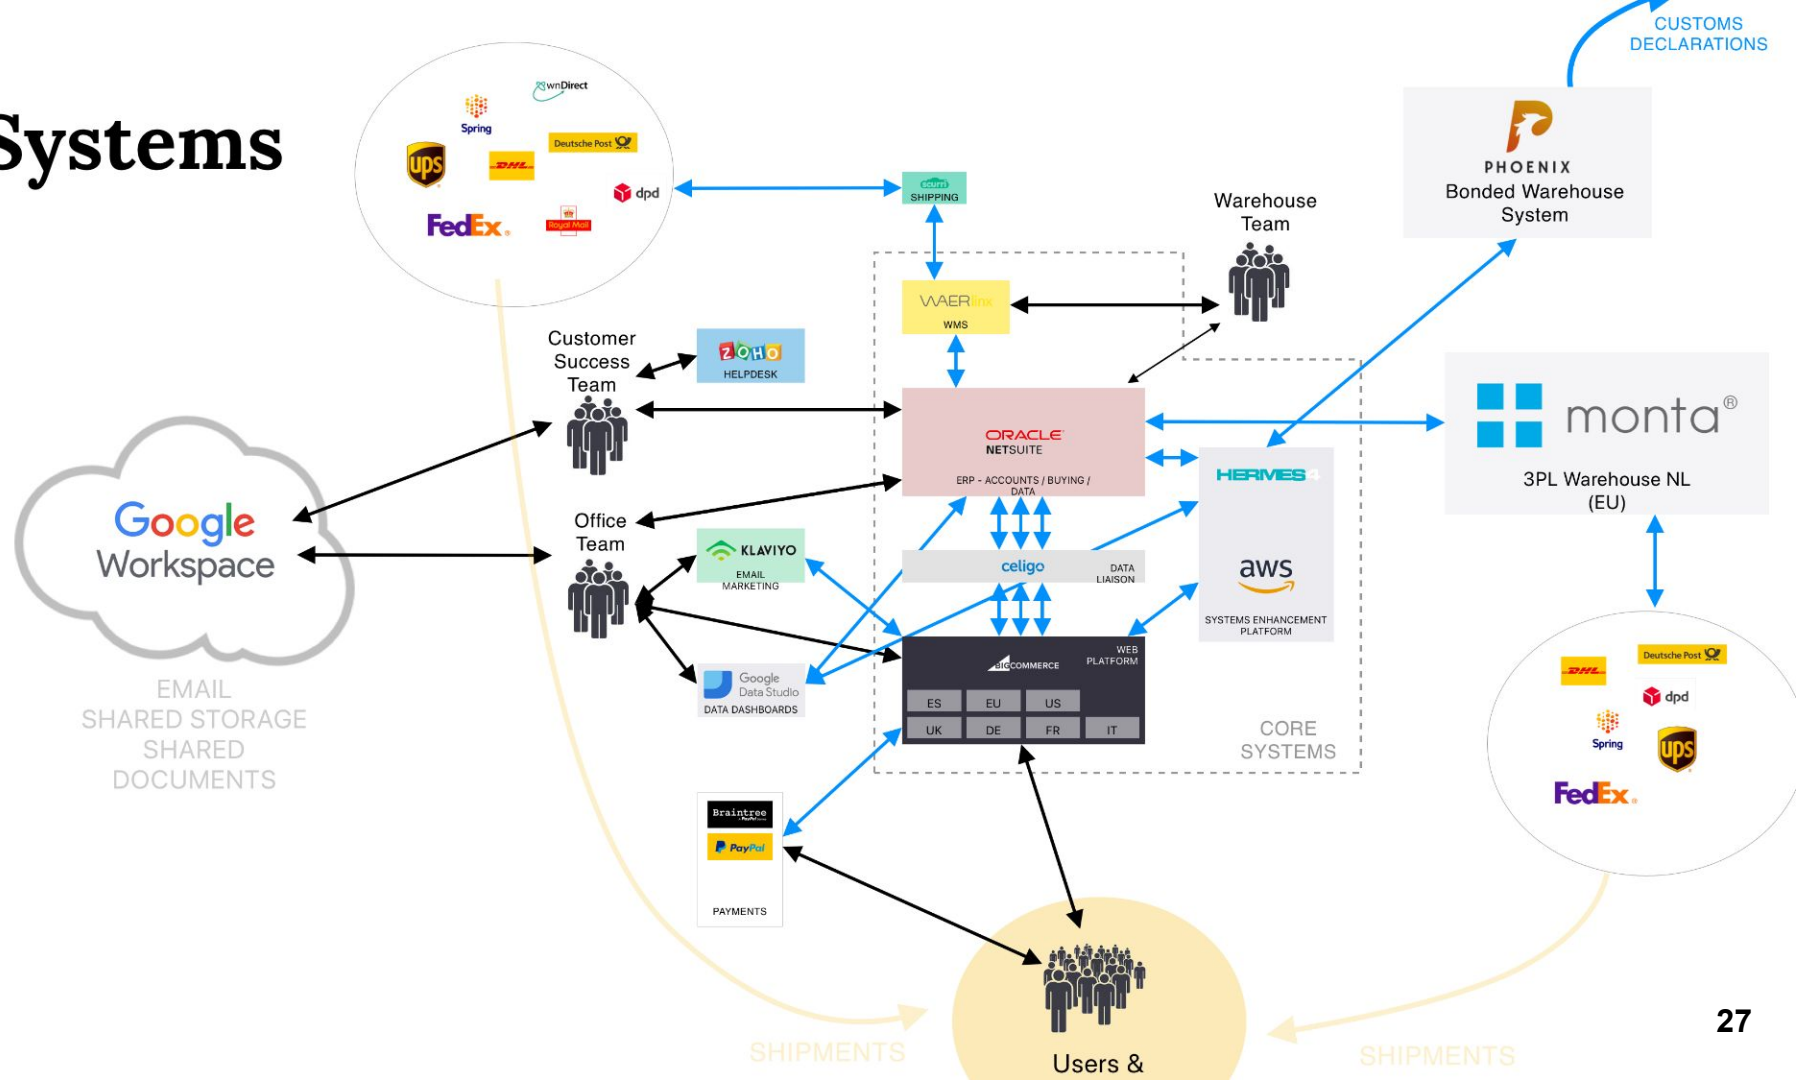 CUSTOMS
DECLARATIONS
Systems
wnDirect
Spring
Deutsche Post
ups
DHL
dpd
FedEx
Royal Mail
scurri
SHIPPING
Warehouse
Team
PHOENIX
Bonded Warehouse
System
WAERlinx
WMS
Customer
Success
Team
ZOHO
HELPDESK
ORACLE
NETSUITE
ERP - ACCOUNTS / BUYING /
DATA
monta®
3PL Warehouse NL
(EU)
HERMES4
aws
SYSTEMS ENHANCEMENT
PLATFORM
Google
Workspace
EMAIL
SHARED STORAGE
SHARED
DOCUMENTS
Office
Team
KLAVIYO
EMAIL
MARKETING
celigo
DATA
LIAISON
WEB
PLATFORM
BIGCOMMERCE
ES EU US
UK DE FR IT
Google
Data Studio
DATA DASHBOARDS
CORE
SYSTEMS
DHL
Deutsche Post
dpd
Spring
ups
FedEx
Braintree
PayPal
PAYMENTS
SHIPMENTS
Users &
SHIPMENTS
27